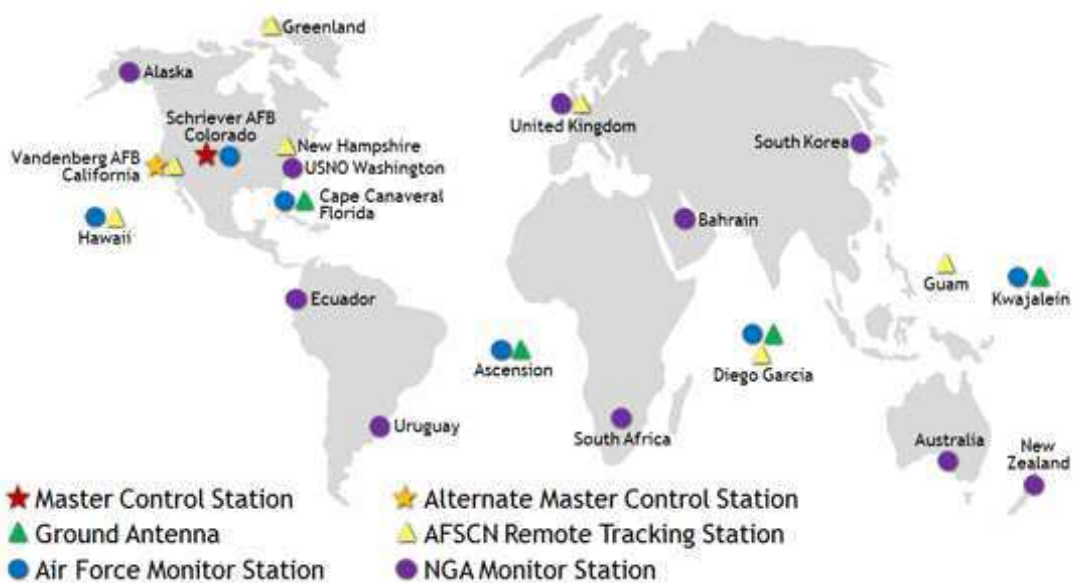 Greenland
Alaska
Schriever AFB
Colorado
New Hampshire
Vandenberg AFB
California
USNO Washington
Cape Canaveral
Florida
Hawaii
United Kingdom
South Korea
Bahrain
Guam
Kwajalein
Ecuador
Ascension
Diego Garcia
Uruguay
South Africa
Australia
New
Zealand
Master Control Station
Alternate Master Control Station
Ground Antenna
AFSCN Remote Tracking Station
Air Force Monitor Station
NGA Monitor Station